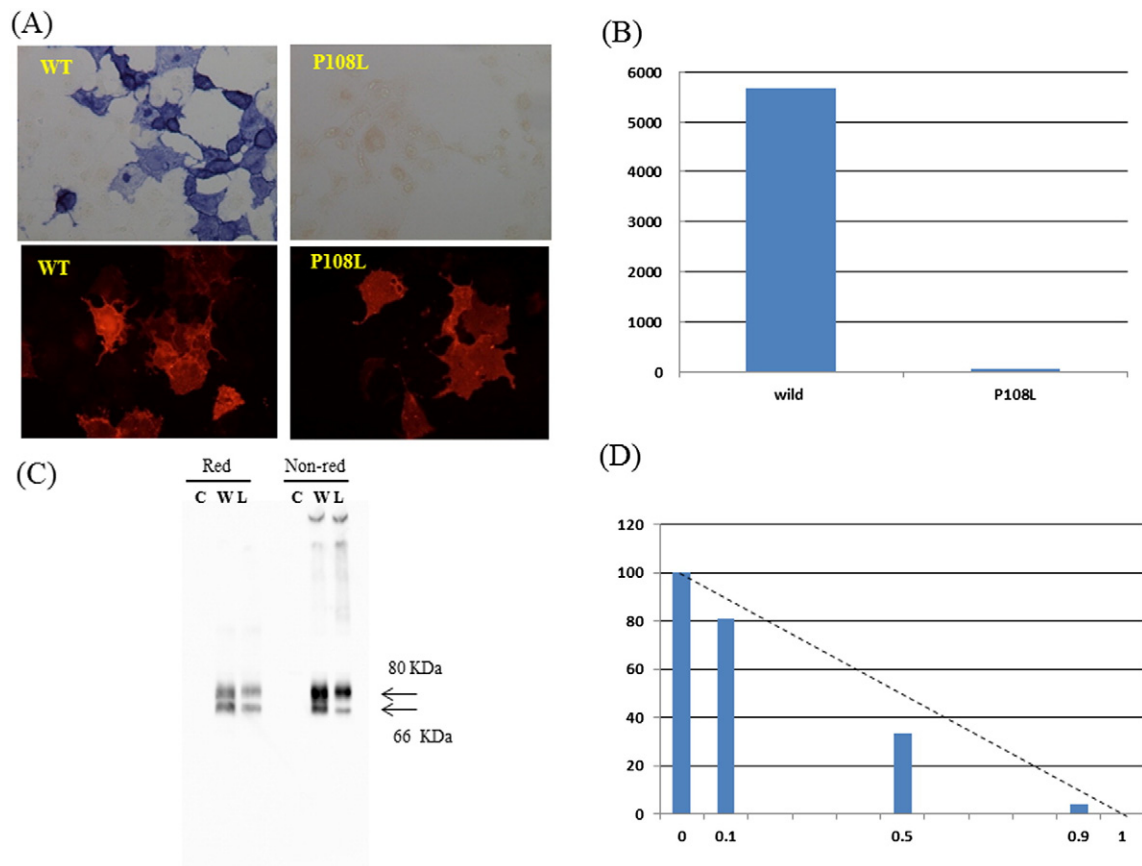 (A)
WT
P108L
WT
P108L
(B)
6000
5000
4000
3000
2000
1000
0
wild
P108L
(C)
Red
Non-red
C W L
C W L
80 KDa
66 KDa
(D)
120
100
80
60
40
20
0
0 0.1 0.5 0.9 1